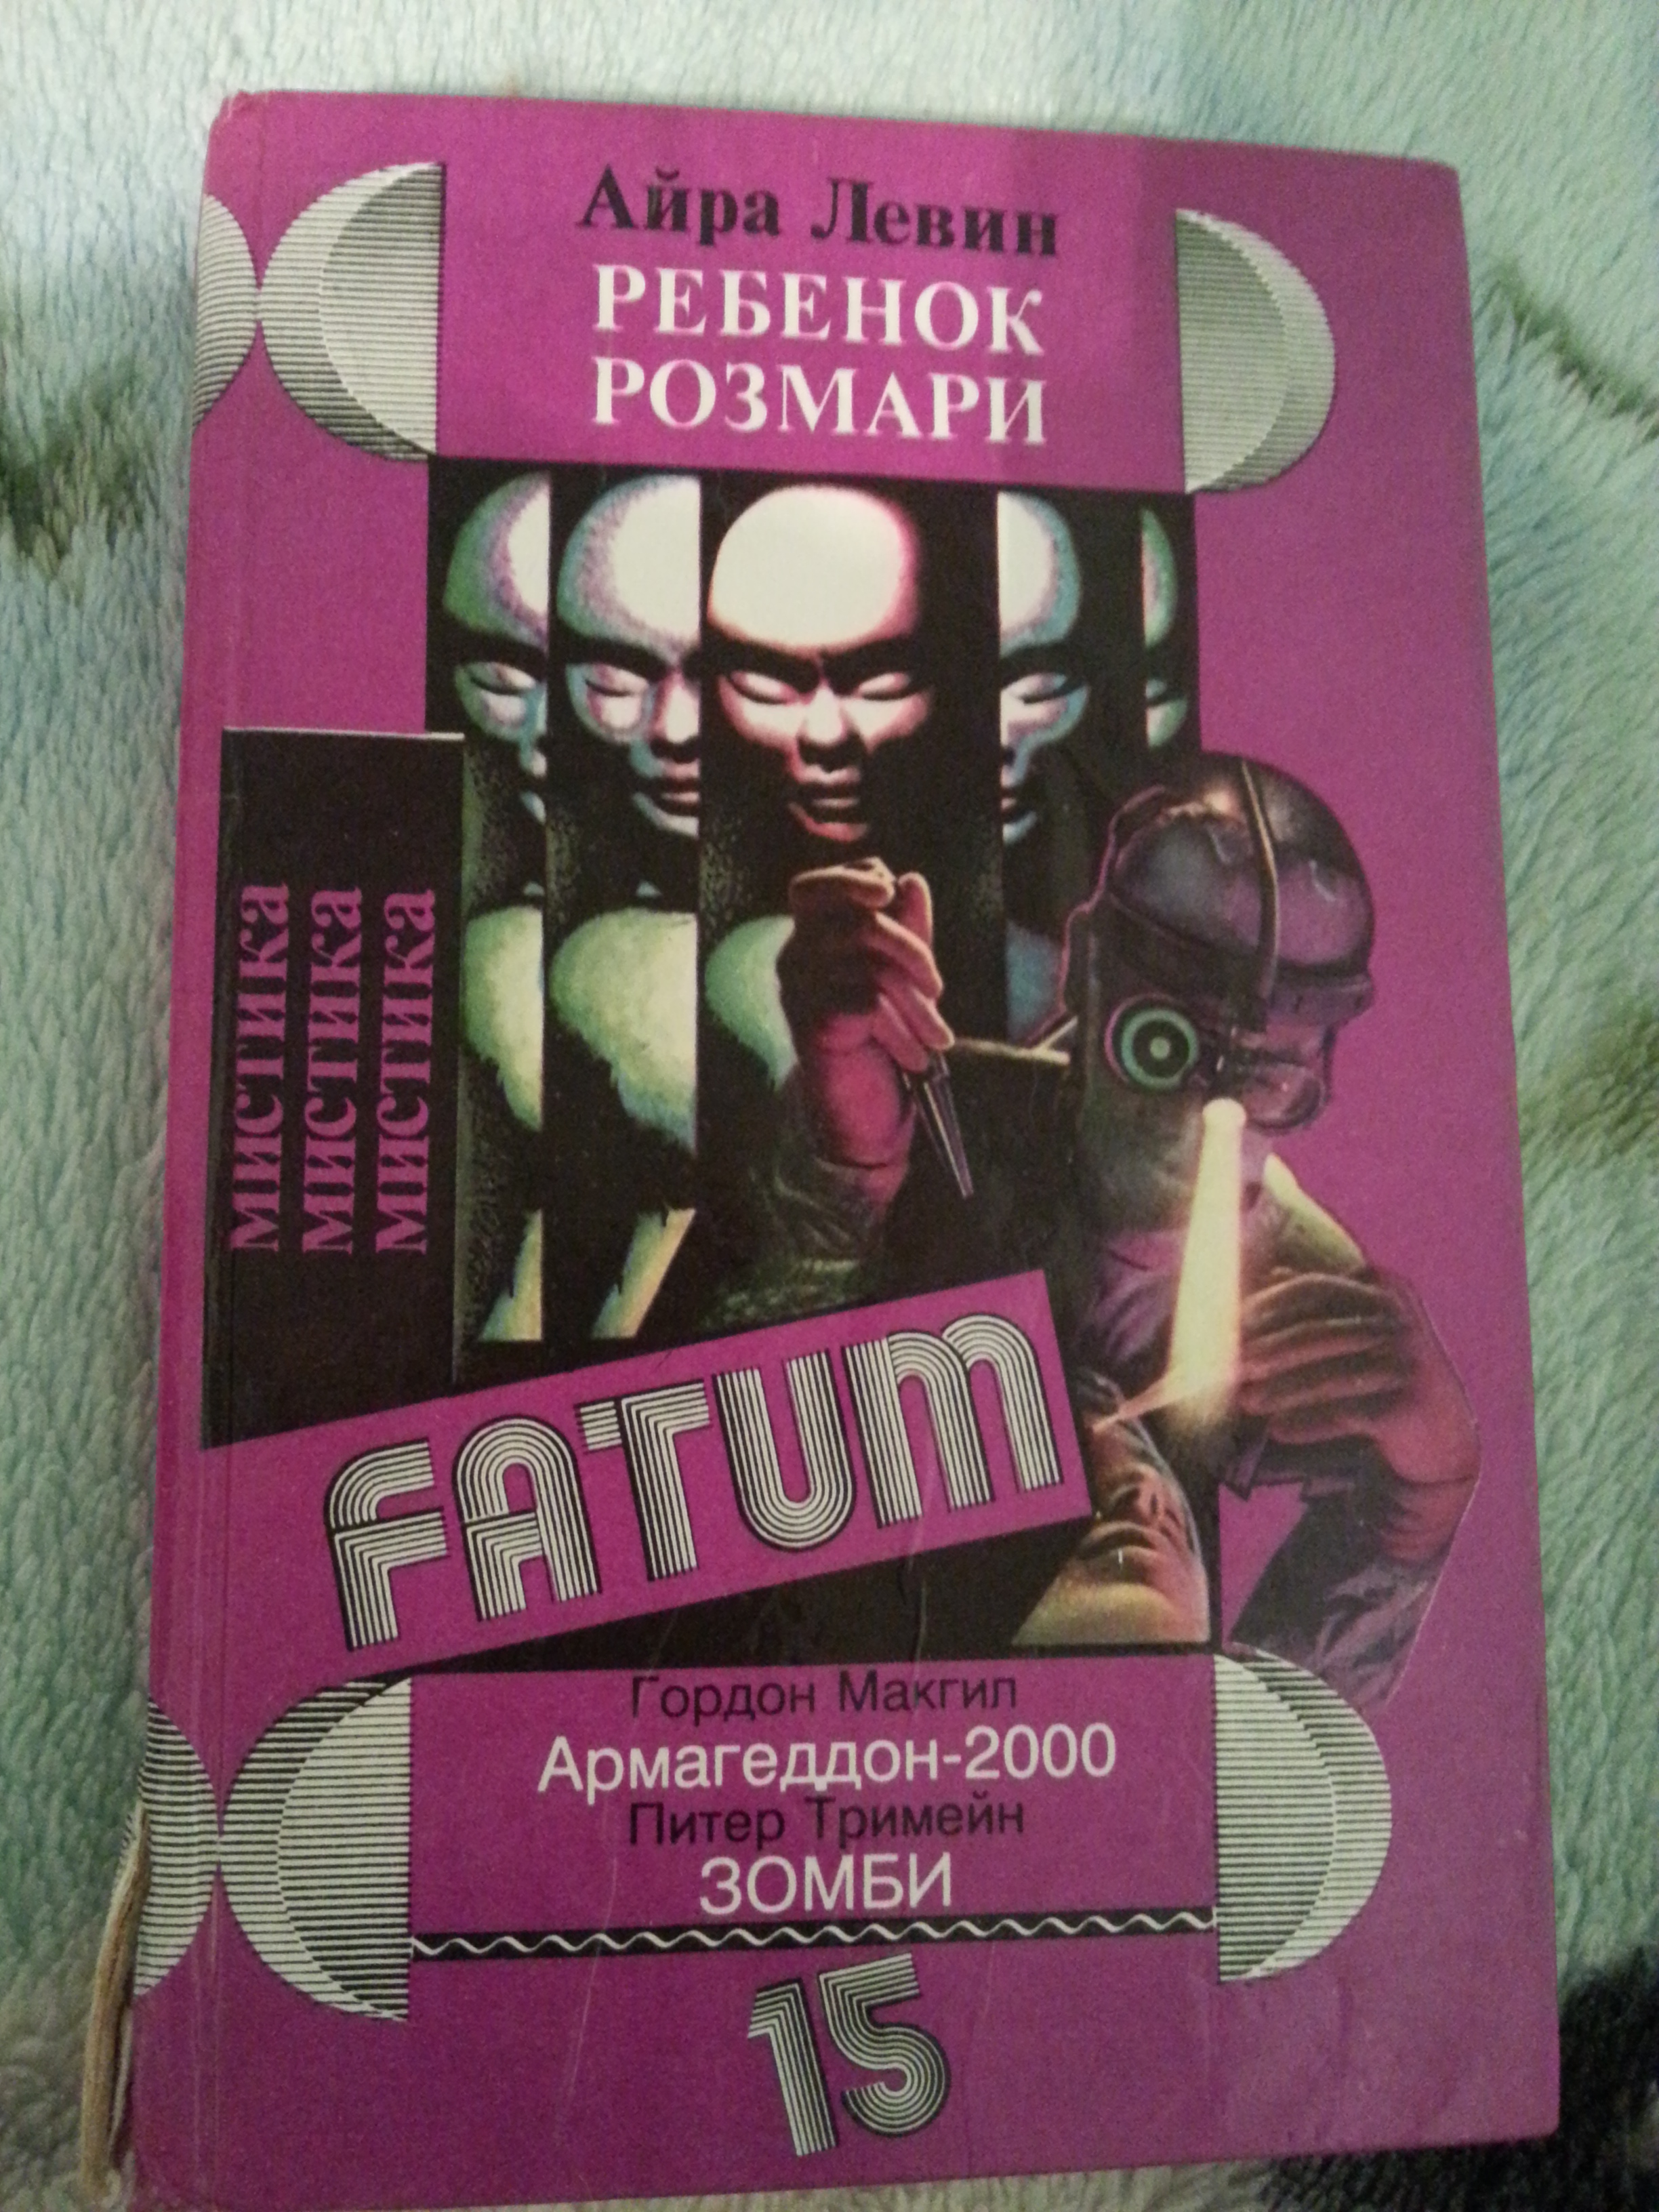 Айра Левин
РЕБЕНОК
РОЗМАРИ
мистика
мистика
мистика
FATUM
Гордон Макгил
Армагеддон-2000
Питер Тримейн
ЗОМБИ
15